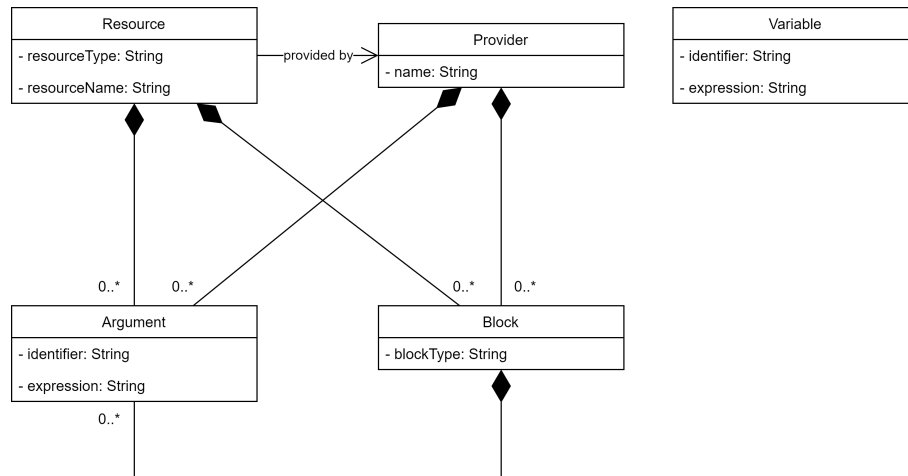 Resource
- resourceType: String
- resourceName: String
provided by
Provider
- name: String
Variable
- identifier: String
- expression: String
0..*
0..*
0..*
0..*
Argument
- identifier: String
- expression: String
Block
- blockType: String
0..*